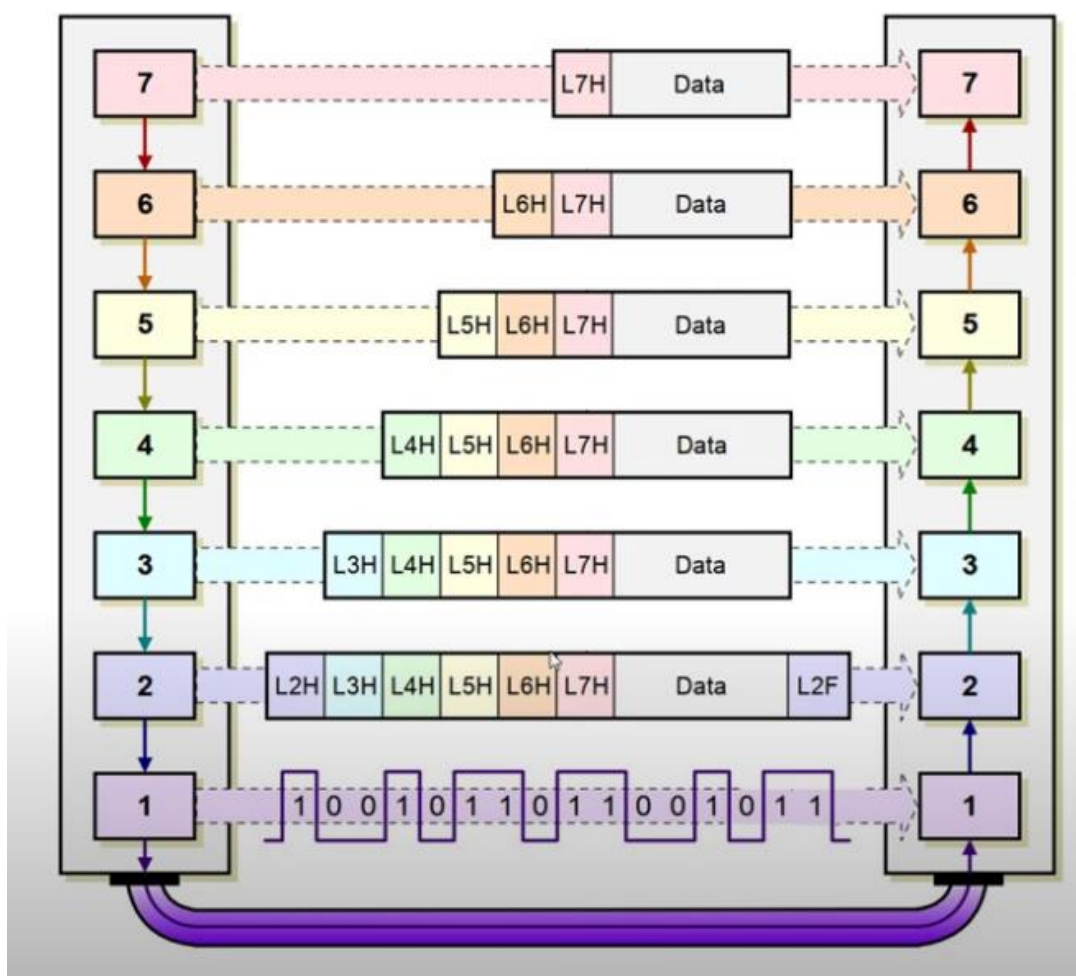 7 L7H Data 7
6 L6H L7H Data 6
5 L5H L6H L7H Data 5
4 L4H L5H L6H L7H Data 4
3 L3H L4H L5H L6H L7H Data 3
2 L2H L3H L4H L5H L6H L7H Data L2F 2
1 1 0 0 1 0 1 1 0 1 1 0 0 1 0 1 1 1